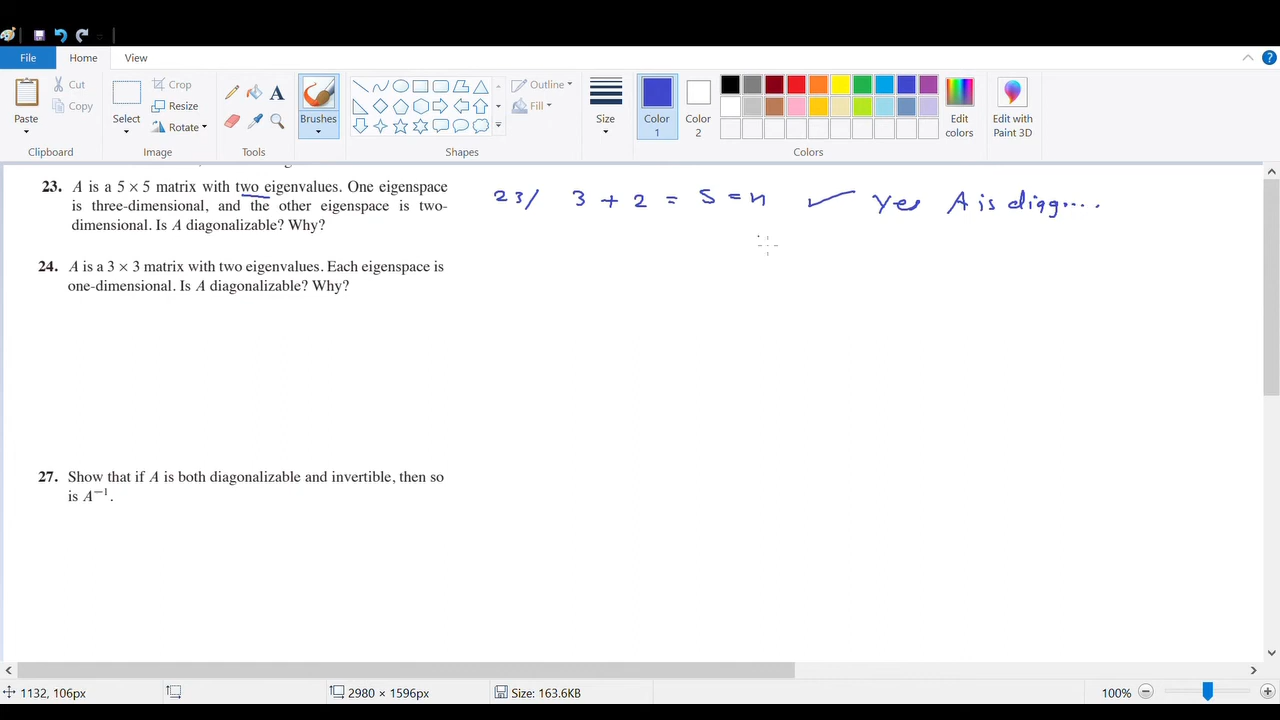 File
Home
View
Cut
Copy
Paste
Clipboard
Select
Crop
Resize
Rotate
Image
Tools
Brushes
Shapes
Outline
Fill
Size
Color 1
Color 2
Edit colors
Colors
Edit with Paint 3D
23. A is a 5 × 5 matrix with two eigenvalues. One eigenspace
is three-dimensional, and the other eigenspace is two-
dimensional. Is A diagonalizable? Why?
23/ 3 + 2 = 5 = n ✓ Yes A is diag....
24. A is a 3 × 3 matrix with two eigenvalues. Each eigenspace is
one-dimensional. Is A diagonalizable? Why?
27. Show that if A is both diagonalizable and invertible, then so
is A⁻¹.
1132, 106px
2980 × 1596px
Size: 163.6KB
100%